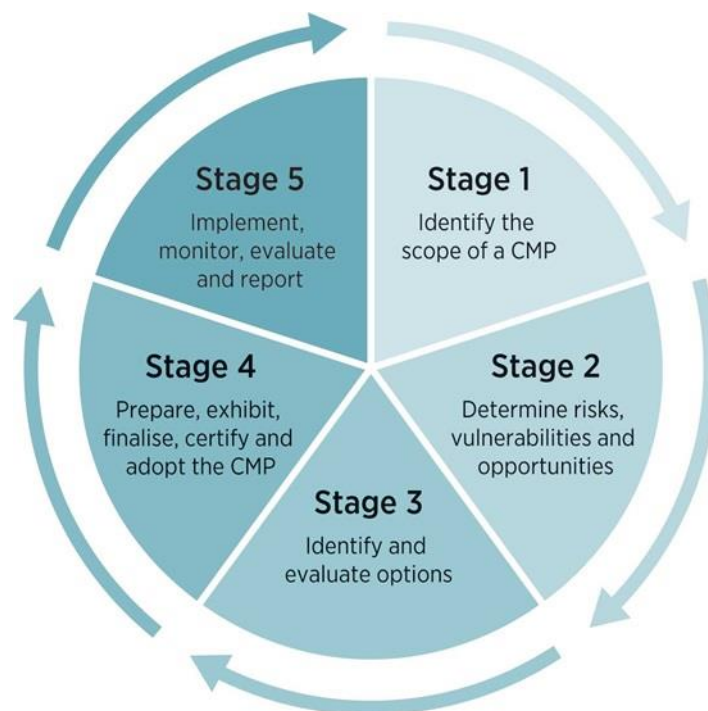 Stage 1
Identify the
scope of a CMP
Stage 2
Determine risks,
vulnerabilities and
opportunities
Stage 3
Identify and
evaluate options
Stage 4
Prepare, exhibit,
finalise, certify and
adopt the CMP
Stage 5
Implement,
monitor, evaluate
and report